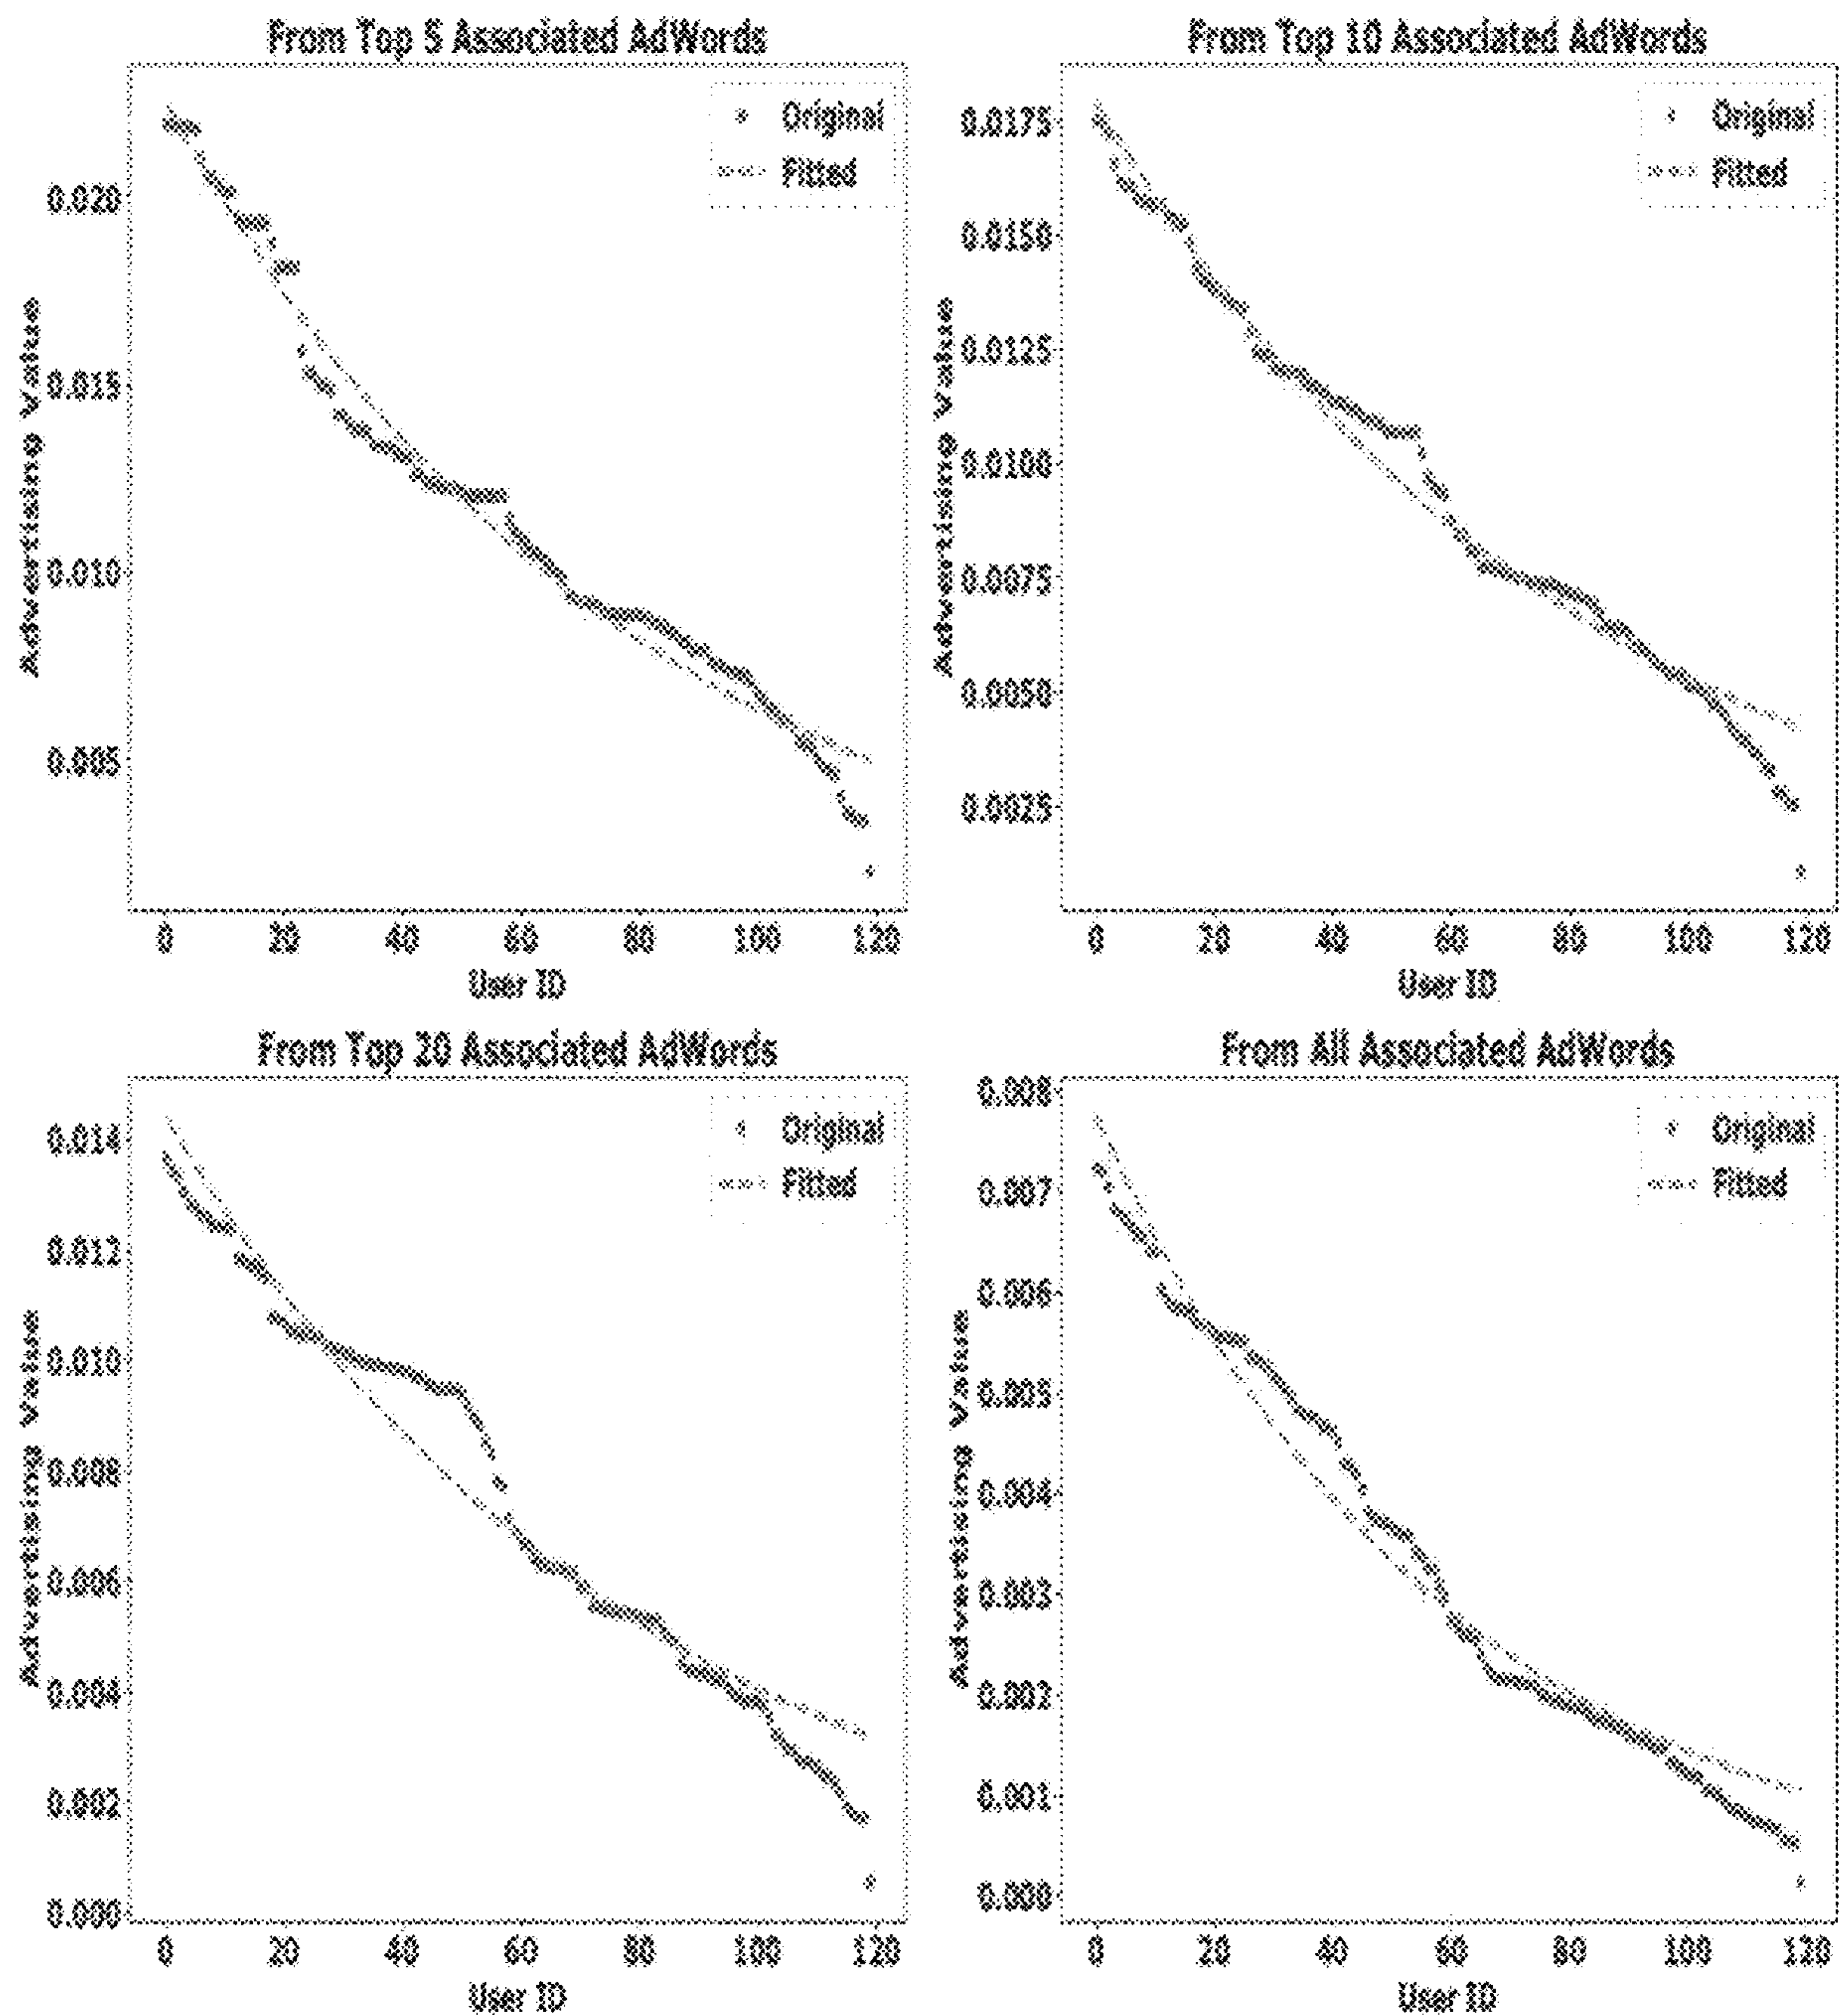 From Top 5 Associated AdWords
Original
Fitted
0.020
0.015
0.010
0.005
Advertising Value
0 20 40 60 80 100 120
User ID
From Top 10 Associated AdWords
Original
Fitted
0.0175
0.0150
0.0125
0.0100
0.0075
0.0050
0.0025
Advertising Value
0 20 40 60 80 100 120
User ID
From Top 20 Associated AdWords
Original
Fitted
0.014
0.012
0.010
0.008
0.006
0.004
0.002
0.000
Advertising Value
0 20 40 60 80 100 120
User ID
From All Associated AdWords
Original
Fitted
0.008
0.007
0.006
0.005
0.004
0.003
0.002
0.001
0.000
Advertising Value
0 20 40 60 80 100 120
User ID